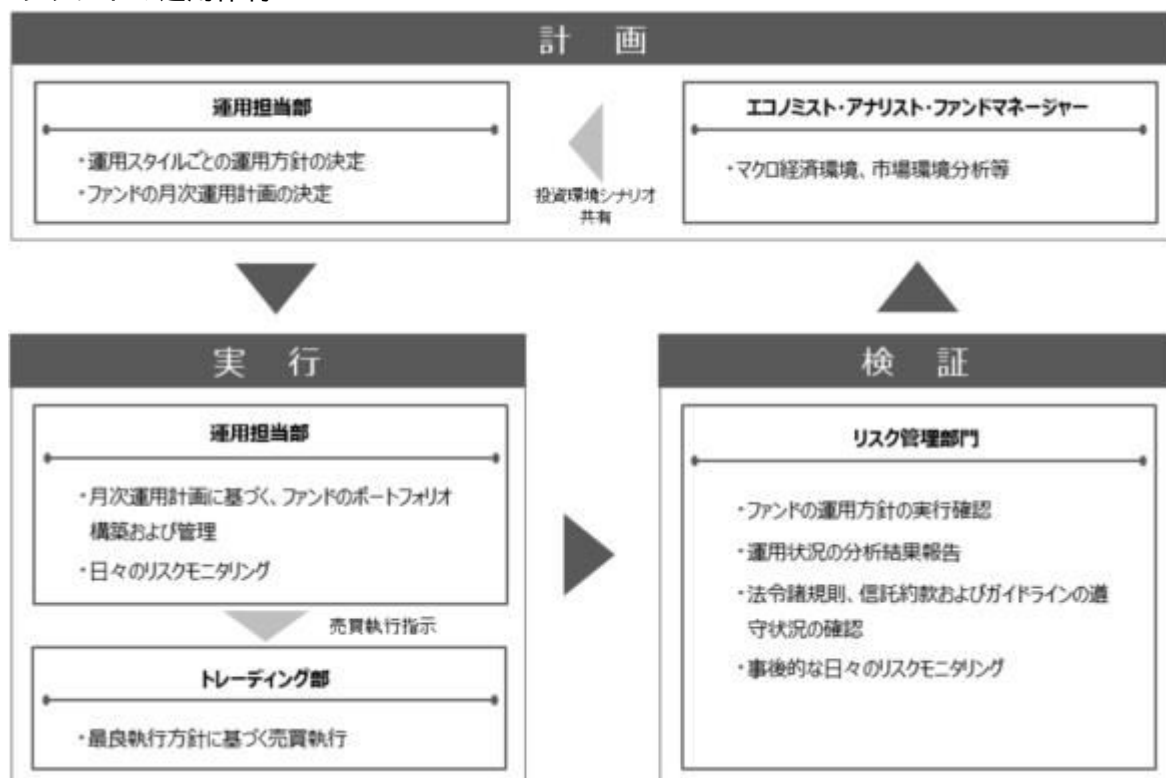 計 画
運用担当部
・運用スタイルごとの運用方針の決定
・ファンドの月次運用計画の決定
投資環境シナリオ
共有
エコノミスト・アナリスト・ファンドマネージャー
・マクロ経済環境、市場環境分析等
実 行
運用担当部
・月次運用計画に基づく、ファンドのポートフォリオ
構築および管理
・日々のリスクモニタリング
売買執行指示
トレーディング部
・最良執行方針に基づく売買執行
検 証
リスク管理部門
・ファンドの運用方針の実行確認
・運用状況の分析結果報告
・法令諸規則、信託約款およびガイドラインの遵
守状況の確認
・事後的な日々のリスクモニタリング